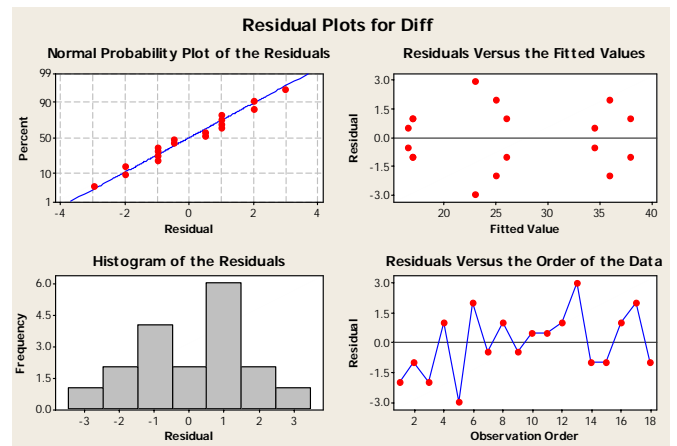 Residual Plots for Diff
Normal Probability Plot of the Residuals
99
90
50
10
1
Percent
-4 -2 0 2 4
Residual
Residuals Versus the Fitted Values
3.0
1.5
0.0
-1.5
-3.0
Residual
20 25 30 35 40
Fitted Value
Histogram of the Residuals
6.0
4.5
3.0
1.5
0.0
Frequency
-3 -2 -1 0 1 2 3
Residual
Residuals Versus the Order of the Data
3.0
1.5
0.0
-1.5
-3.0
Residual
2 4 6 8 10 12 14 16 18
Observation Order